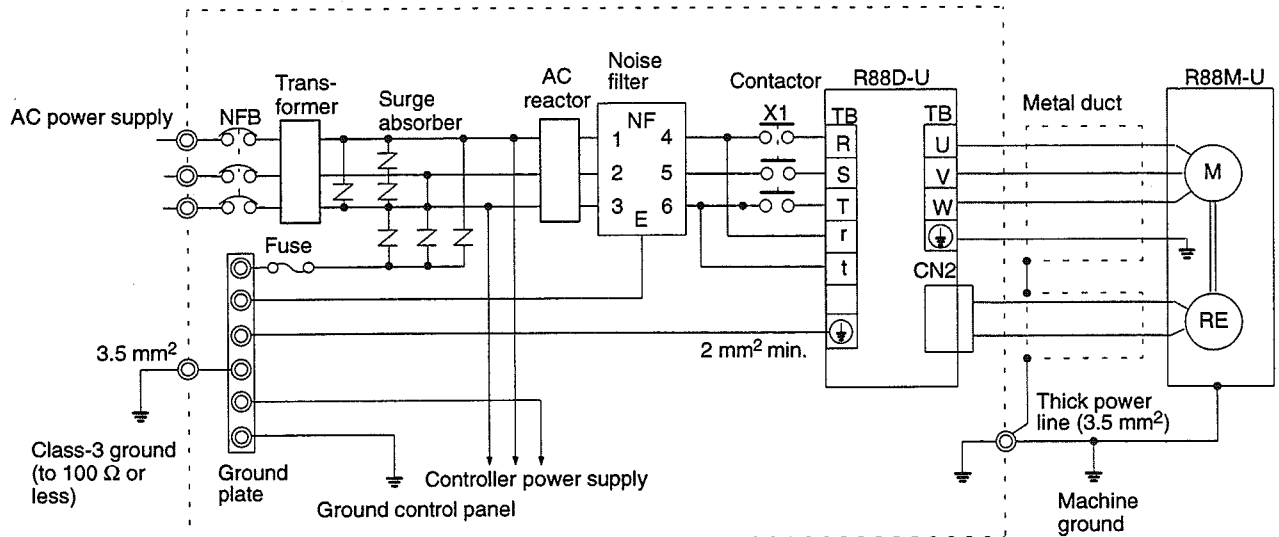 AC power supply
NFB
Trans-
former
Surge
absorber
AC
reactor
Noise
filter
NF
1
2
3
4
5
6
E
Contactor
X1
R88D-U
TB
R
S
T
r
t
TB
U
V
W
CN2
Metal duct
R88M-U
M
RE
Fuse
3.5 mm²
2 mm² min.
Class-3 ground
(to 100 Ω or
less)
Ground
plate
Controller power supply
Ground control panel
Thick power
line (3.5 mm²)
Machine
ground